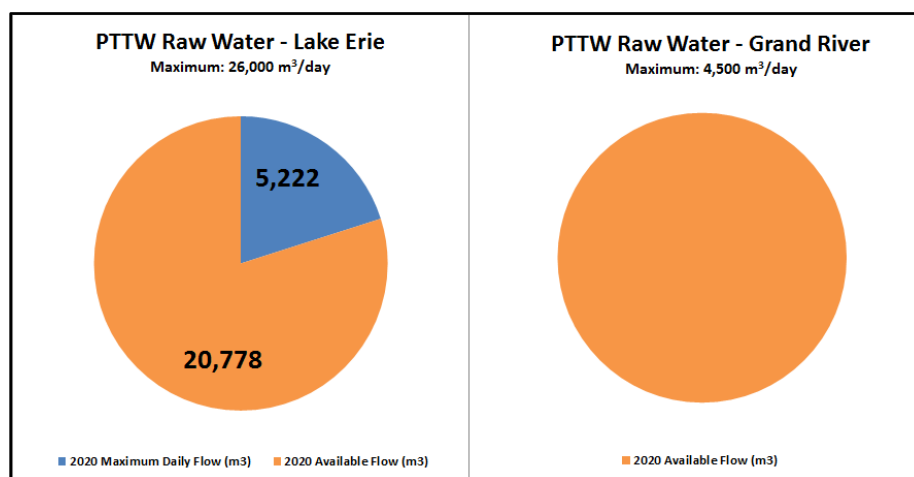 PTTW Raw Water - Lake Erie
Maximum: 26,000 m³/day
5,222
20,778
2020 Maximum Daily Flow (m3) 2020 Available Flow (m3)
PTTW Raw Water - Grand River
Maximum: 4,500 m³/day
2020 Available Flow (m3)